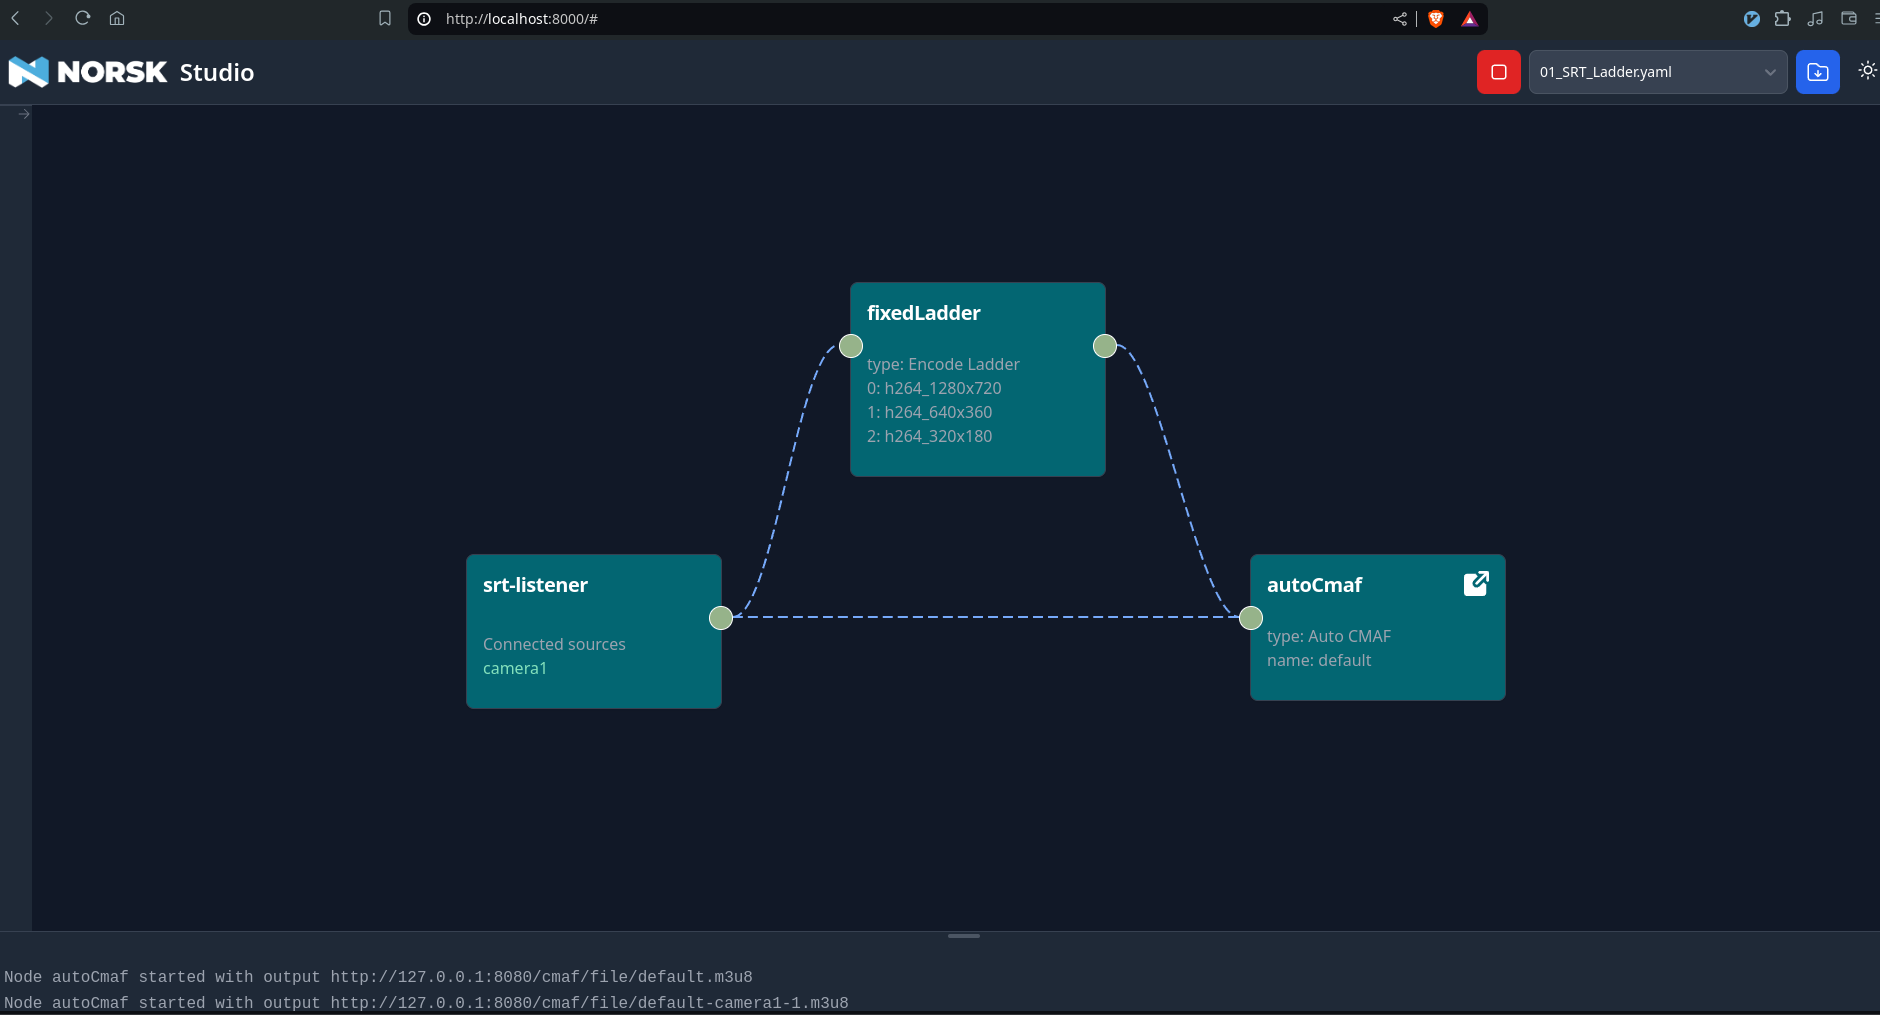 http://localhost:8000/#
NORSK Studio
01_SRT_Ladder.yaml
fixedLadder
type: Encode Ladder
0: h264_1280x720
1: h264_640x360
2: h264_320x180
srt-listener
Connected sources
camera1
autoCmaf
type: Auto CMAF
name: default
Node autoCmaf started with output http://127.0.0.1:8080/cmaf/file/default.m3u8
Node autoCmaf started with output http://127.0.0.1:8080/cmaf/file/default-camera1-1.m3u8